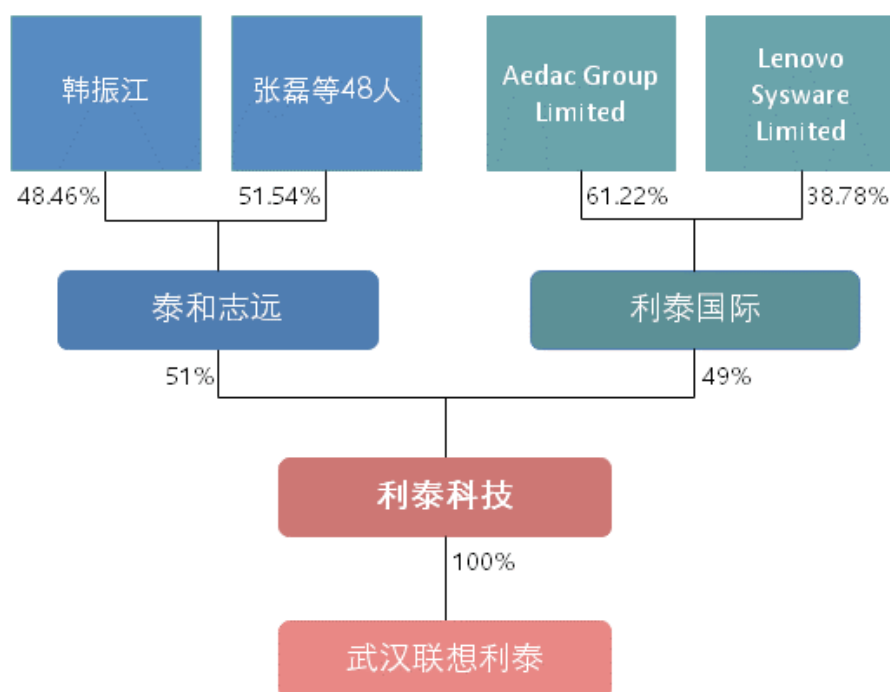 韩振江
张磊等48人
Aedac Group
Limited
Lenovo
Sysware
Limited
48.46%
51.54%
61.22%
38.78%
泰和志远
利泰国际
51%
49%
利泰科技
100%
武汉联想利泰